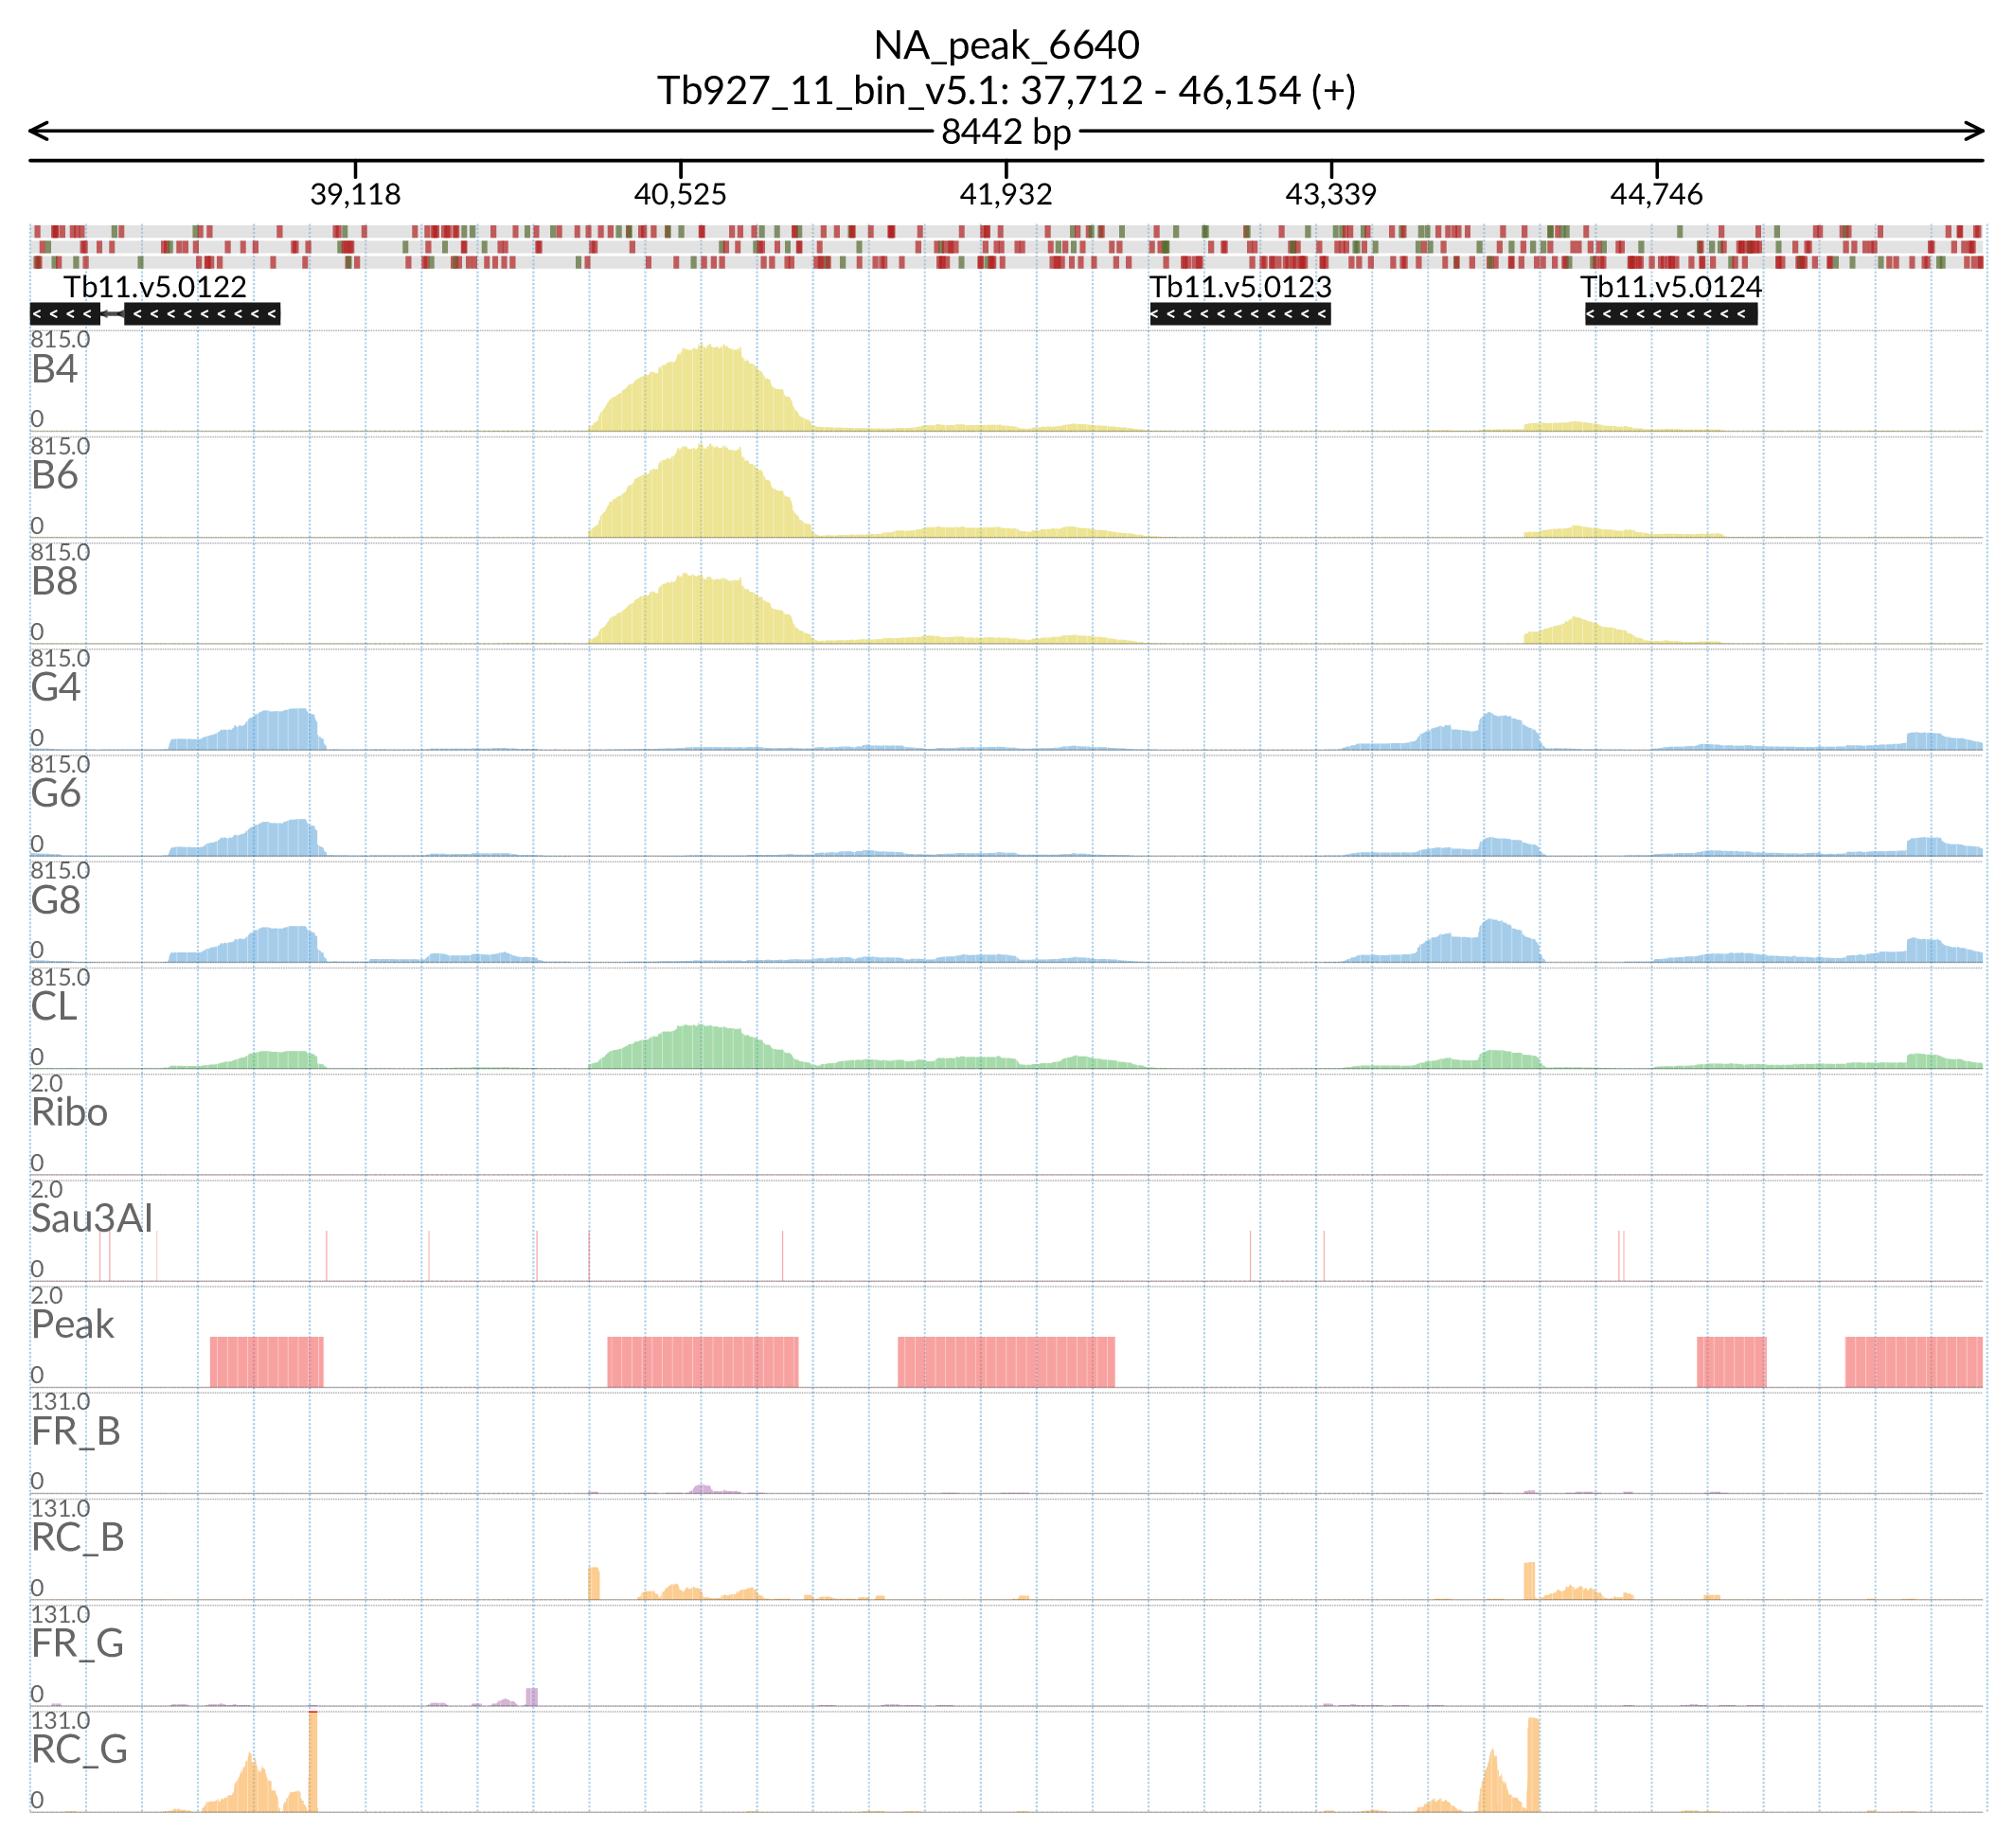 NA_peak_6640
Tb927_11_bin_v5.1: 37,712 - 46,154 (+)
8442 bp
39,118 40,525 41,932 43,339 44,746
Tb11.v5.0122 Tb11.v5.0123 Tb11.v5.0124
815.0
B4
0
815.0
B6
0
815.0
B8
0
815.0
G4
0
815.0
G6
0
815.0
G8
0
815.0
CL
0
2.0
Ribo
0
2.0
Sau3AI
0
2.0
Peak
0
131.0
FR_B
0
131.0
RC_B
0
131.0
FR_G
0
131.0
RC_G
0